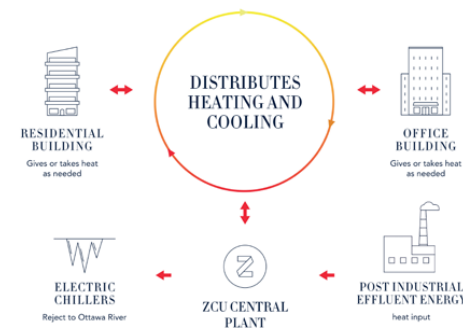 DISTRIBUTES
HEATING AND
COOLING
RESIDENTIAL
BUILDING
Gives or takes heat
as needed
OFFICE
BUILDING
Gives or takes heat
as needed
ELECTRIC
CHILLERS
Reject to Ottawa River
Z
ZCU CENTRAL
PLANT
POST INDUSTRIAL
EFFLUENT ENERGY
heat input